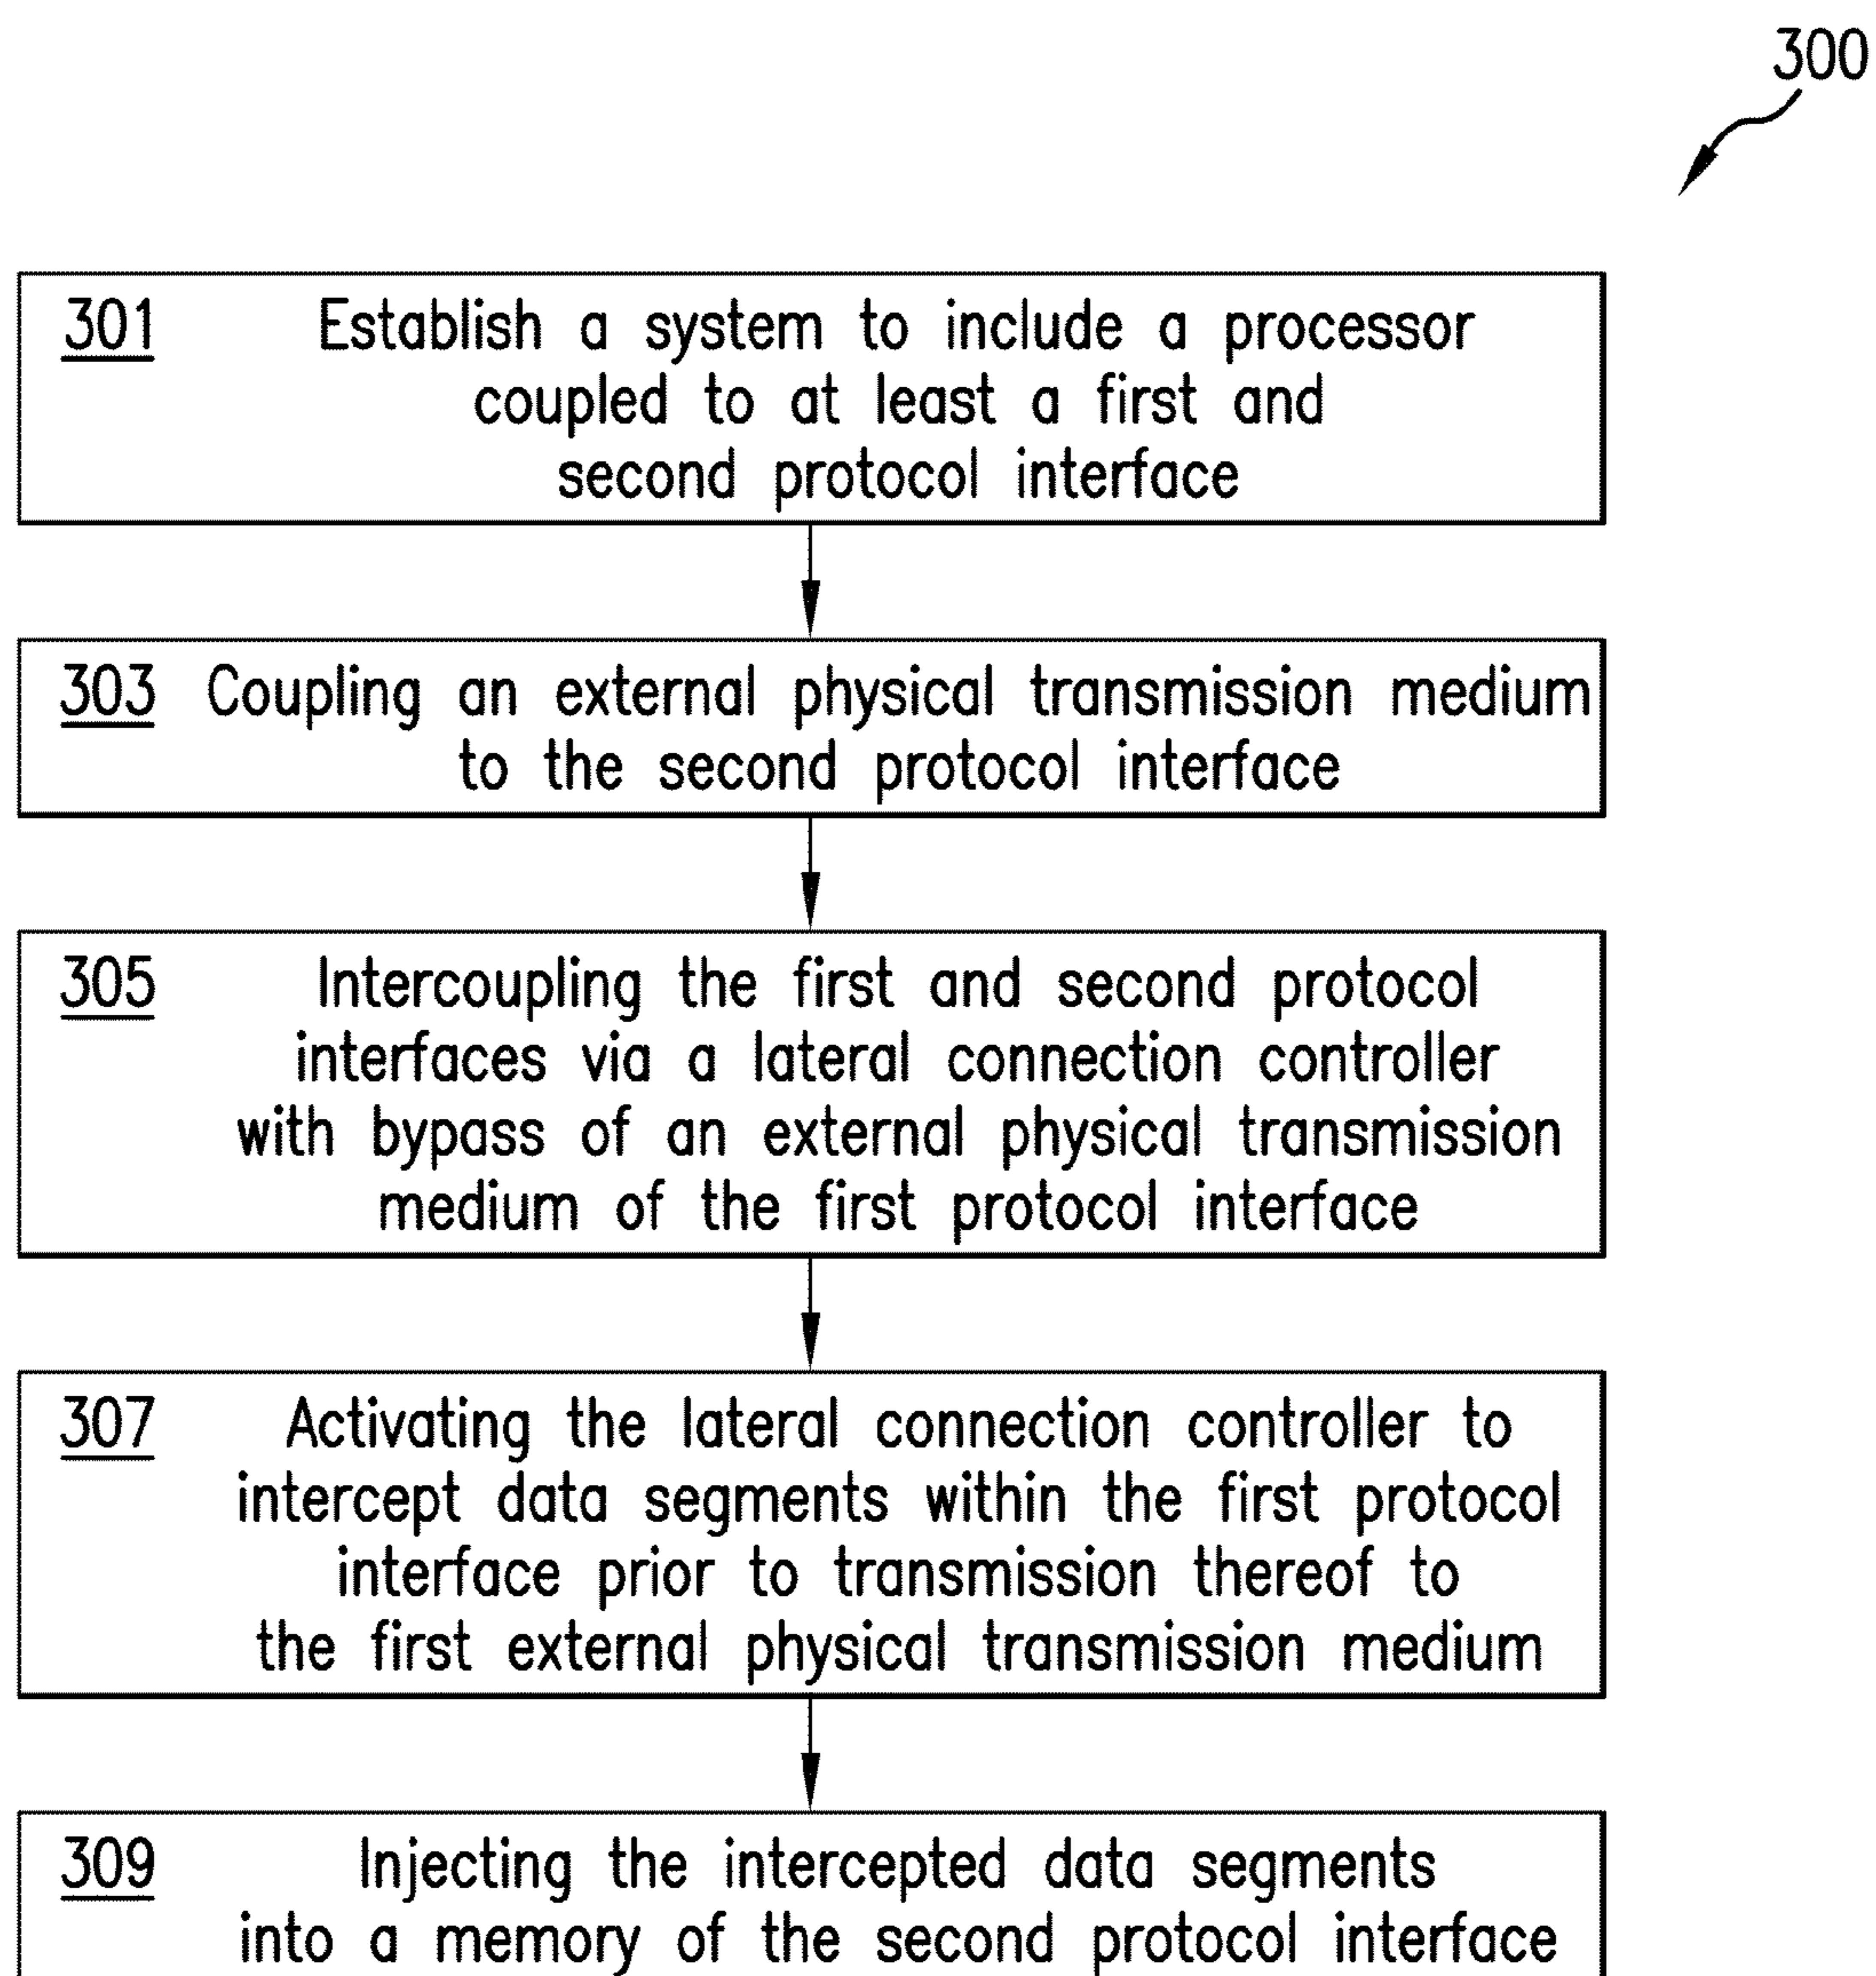 300
301 Establish a system to include a processor
coupled to at least a first and
second protocol interface
303 Coupling an external physical transmission medium
to the second protocol interface
305 Intercoupling the first and second protocol
interfaces via a lateral connection controller
with bypass of an external physical transmission
medium of the first protocol interface
307 Activating the lateral connection controller to
intercept data segments within the first protocol
interface prior to transmission thereof to
the first external physical transmission medium
309 Injecting the intercepted data segments
into a memory of the second protocol interface